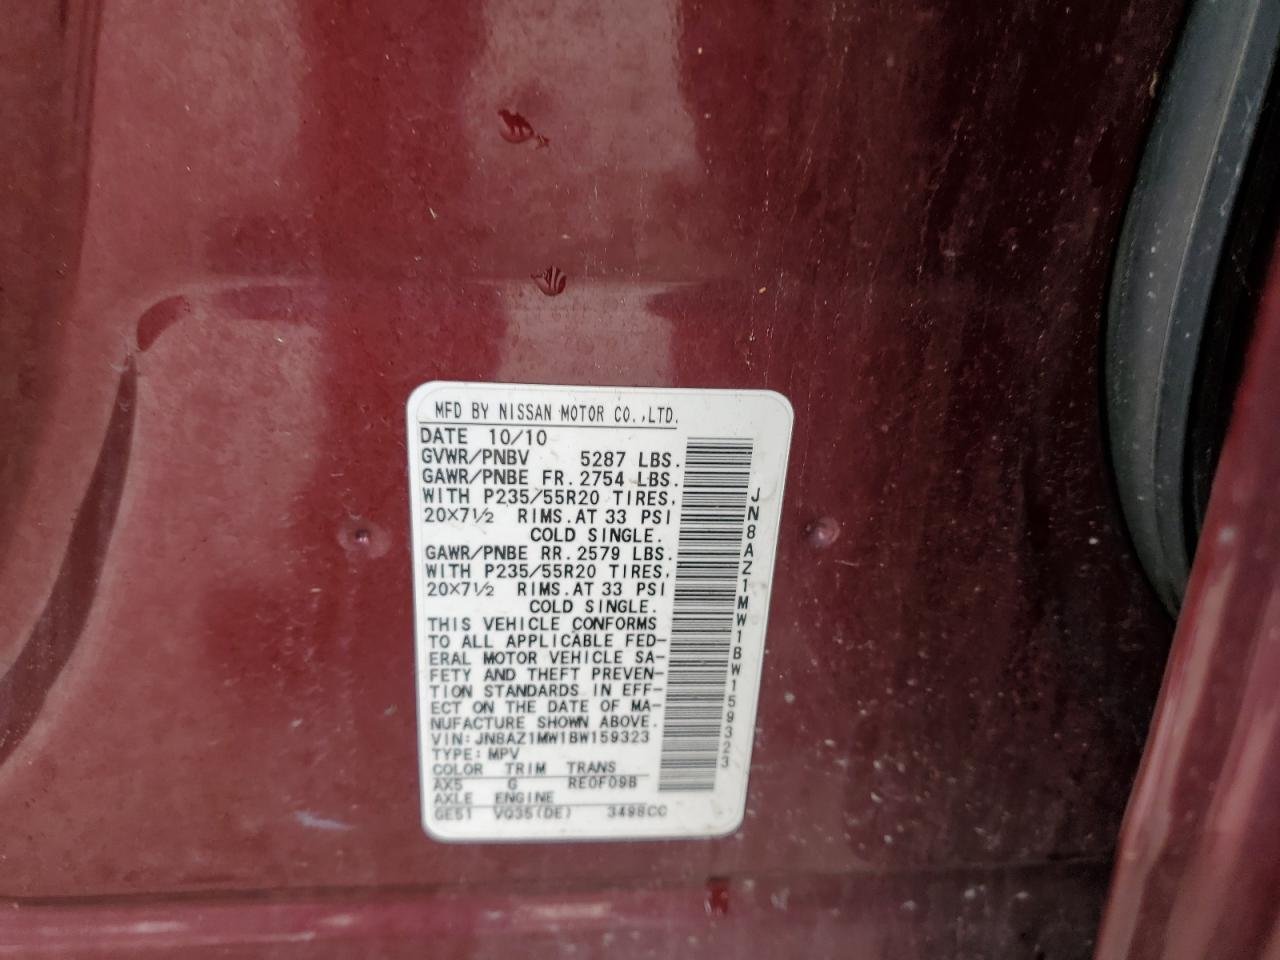 MFD BY NISSAN MOTOR CO.,LTD.
DATE 10/10
GVWR/PNBV 5287 LBS.
GAWR/PNBE FR. 2754 LBS.
WITH P235/55R20 TIRES,
20X7½ RIMS.AT 33 PSI
COLD SINGLE.
GAWR/PNBE RR. 2579 LBS.
WITH P235/55R20 TIRES,
20X7½ RIMS.AT 33 PSI
COLD SINGLE.
THIS VEHICLE CONFORMS
TO ALL APPLICABLE FED-
ERAL MOTOR VEHICLE SA-
FETY AND THEFT PREVEN-
TION STANDARDS IN EFF-
ECT ON THE DATE OF MA-
NUFACTURE SHOWN ABOVE.
VIN: JN8AZ1MW1BW159323
TYPE: MPV
COLOR TRIM TRANS
AX5 G RE0F09B
AXLE ENGINE
GE51 VQ35(DE) 3498CC
JN8AZ1MW1BW159323